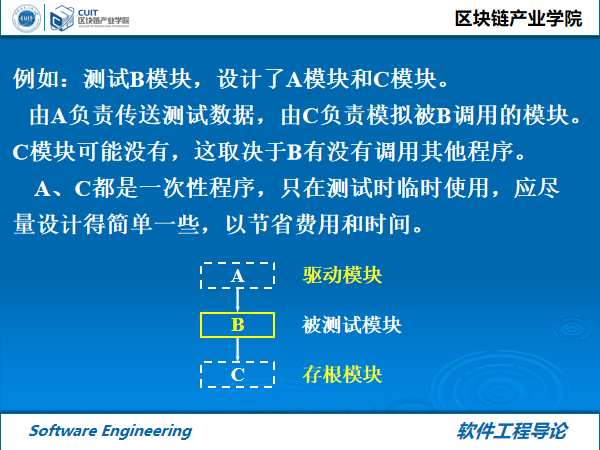 CUIT
区块链产业学院
区块链产业学院
例如：测试B模块，设计了A模块和C模块。
由A负责传送测试数据，由C负责模拟被B调用的模块。
C模块可能没有，这取决于B有没有调用其他程序。
A、C都是一次性程序，只在测试时临时使用，应尽
量设计得简单一些，以节省费用和时间。
A 驱动模块
B 被测试模块
C 存根模块
Software Engineering 软件工程导论